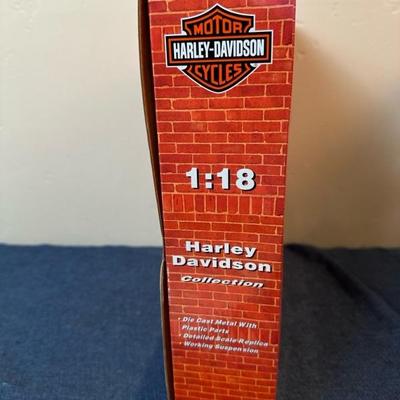 MOTOR
HARLEY-DAVIDSON
CYCLES
1:18
Harley
Davidson
Collection
• Die Cast Metal With
Plastic Parts
• Detailed Scale Replica
• Working Suspension